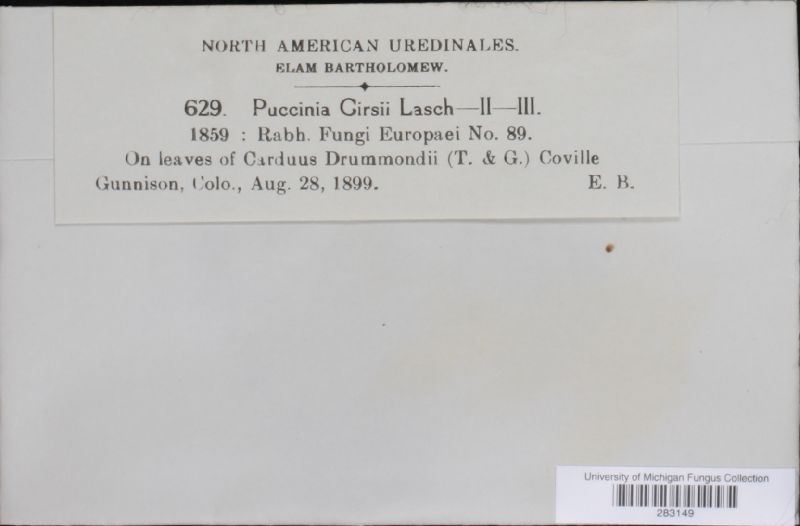 NORTH AMERICAN UREDINALES.
ELAM BARTHOLOMEW.
629. Puccinia Cirsii Lasch—II—III.
1859 : Rabh. Fungi Europaei No. 89.
On leaves of Carduus Drummondii (T. & G.) Coville
Gunnison, Colo., Aug. 28, 1899. E. B.
University of Michigan Fungus Collection
283149